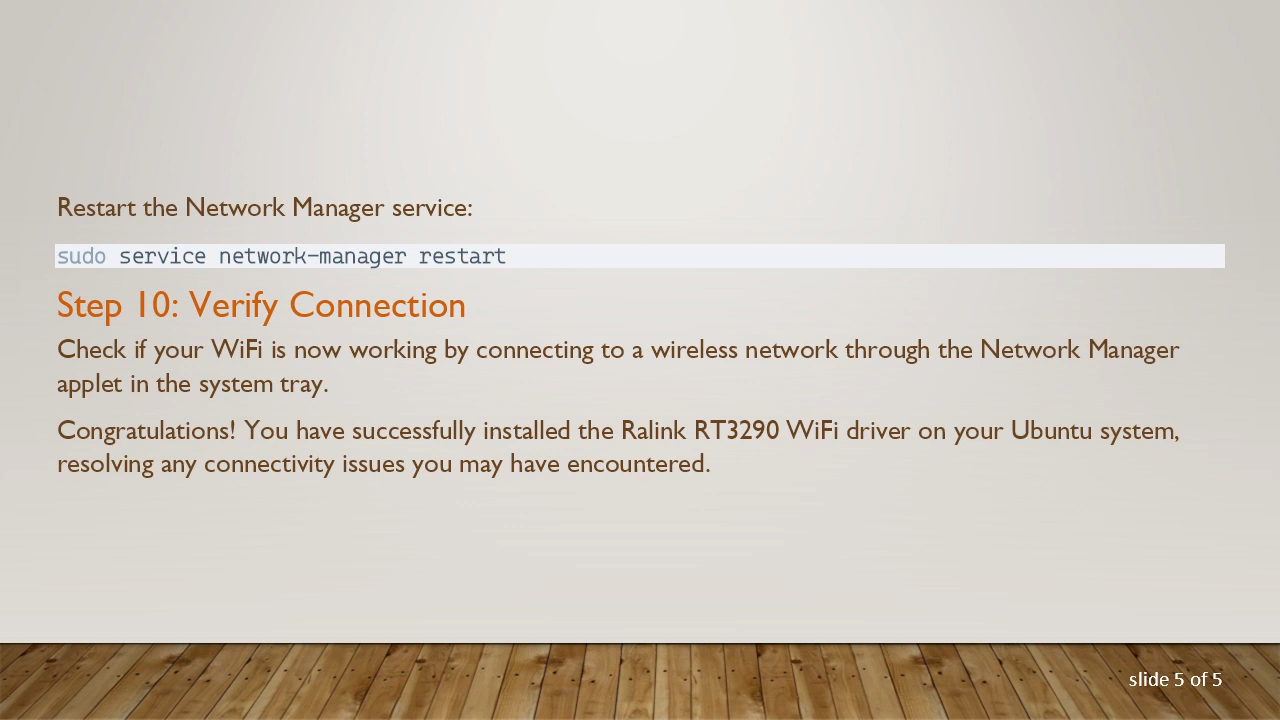 Restart the Network Manager service:
sudo service network-manager restart
Step 10: Verify Connection
Check if your WiFi is now working by connecting to a wireless network through the Network Manager
applet in the system tray.
Congratulations! You have successfully installed the Ralink RT3290 WiFi driver on your Ubuntu system,
resolving any connectivity issues you may have encountered.
slide 5 of 5